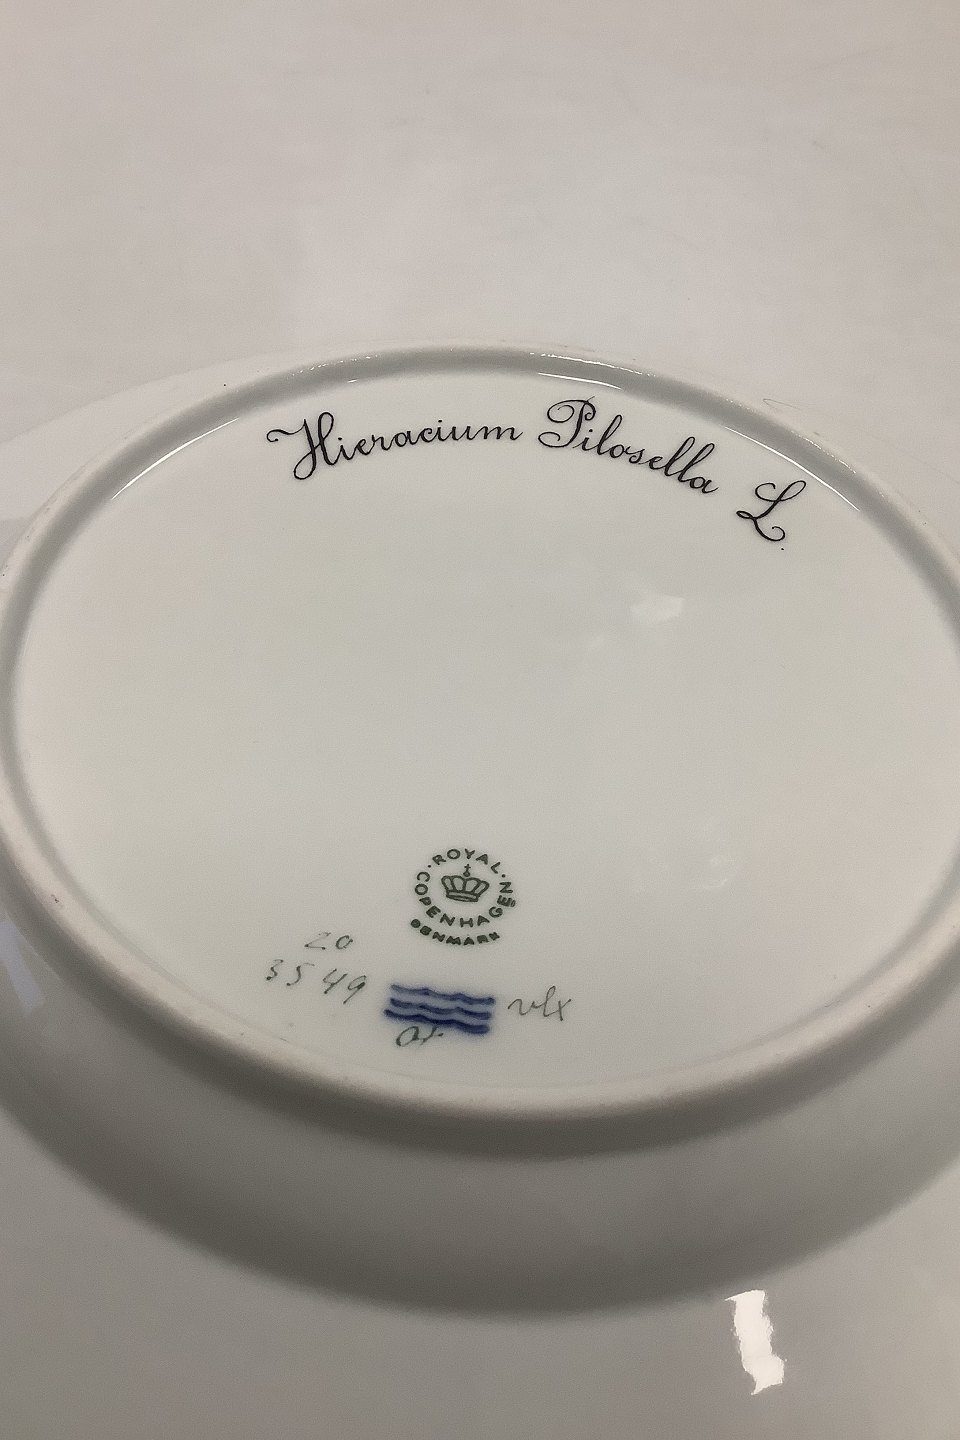 Hieracium Pilosella L.
ROYAL COPENHAGEN
DENMARK
20
3549
vlx